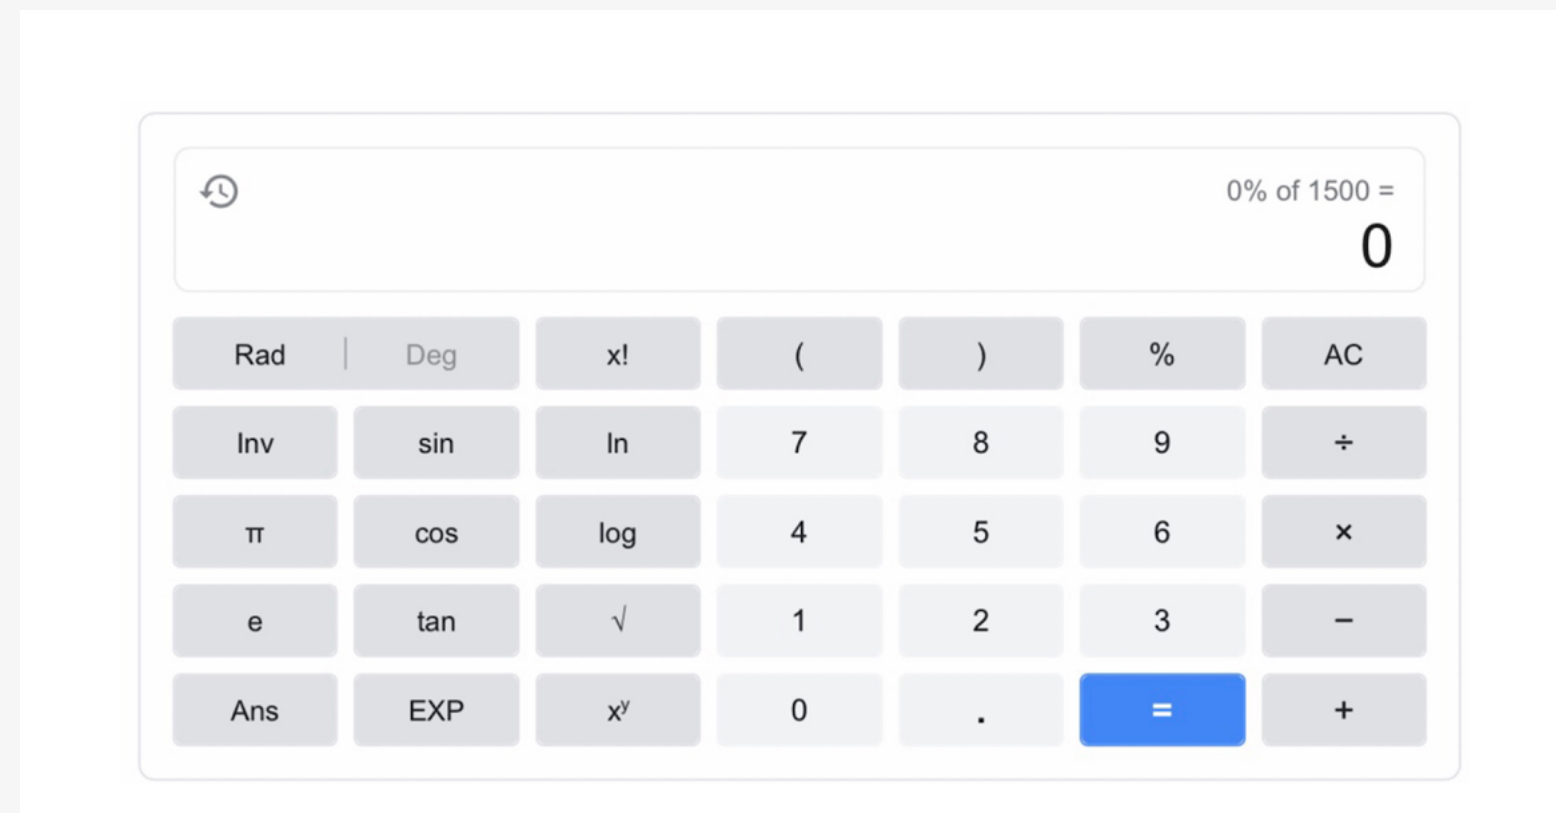 0% of 1500 =
0
Rad | Deg x! ( ) % AC
Inv sin ln 7 8 9 ÷
π cos log 4 5 6 ×
e tan √ 1 2 3 −
Ans EXP xʸ 0 . = +